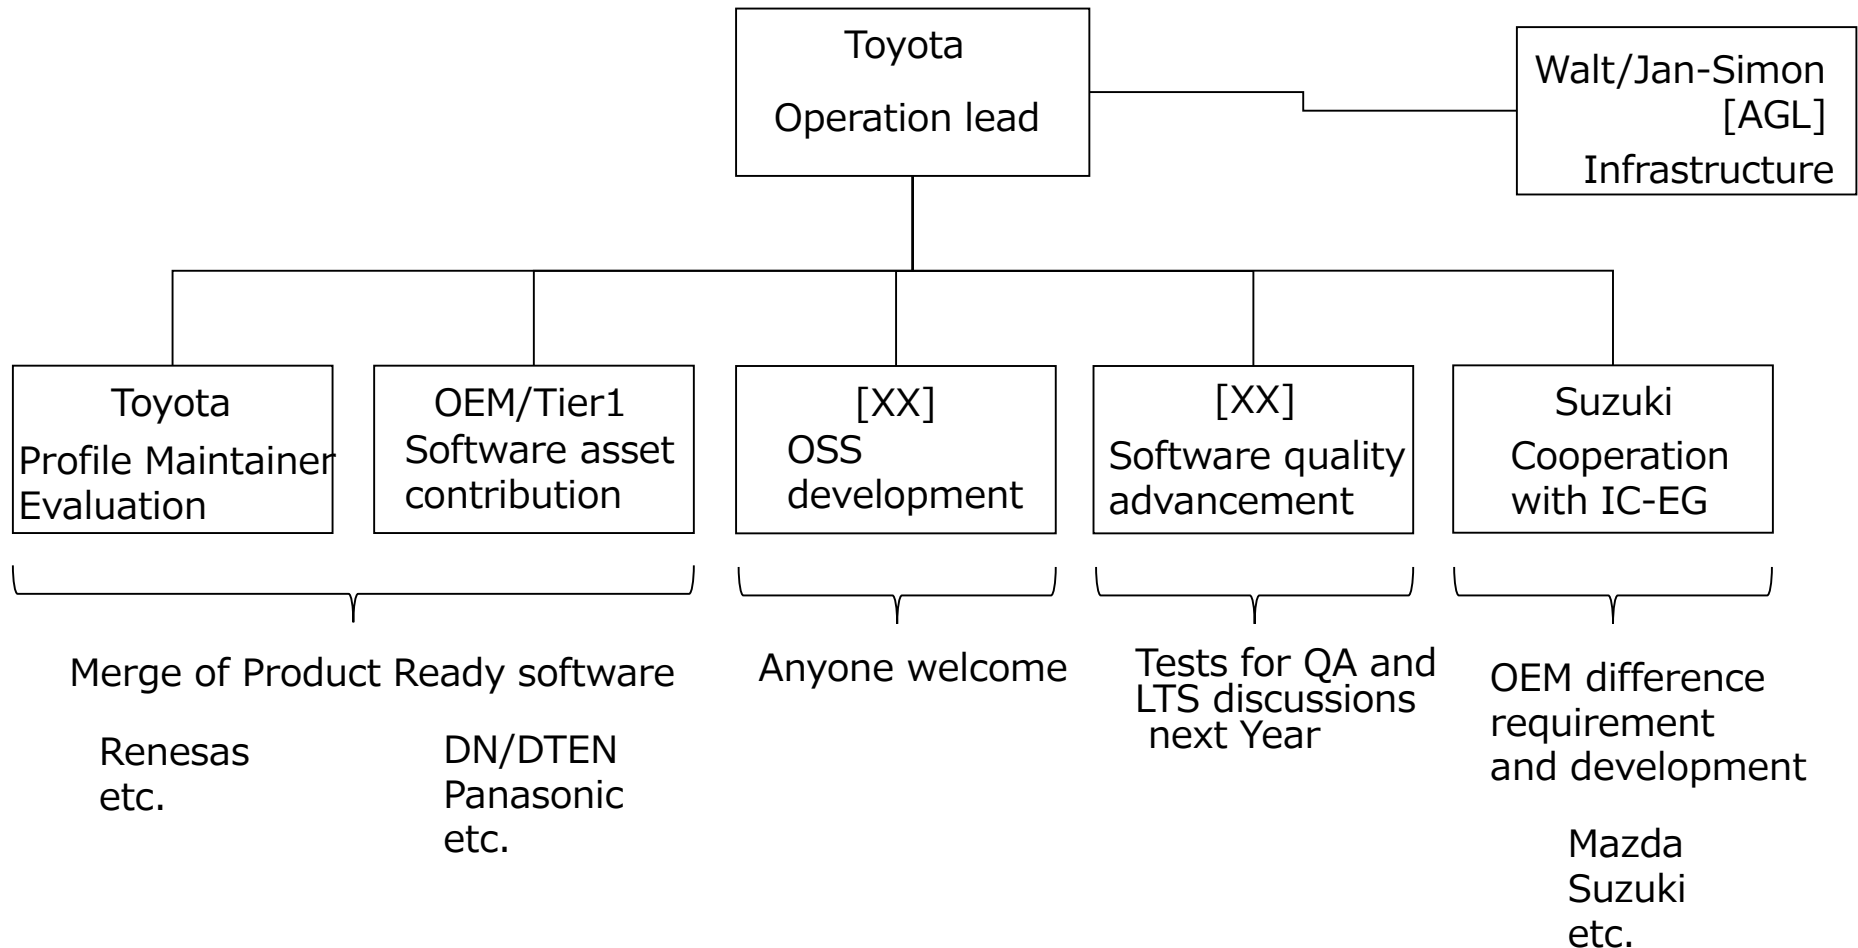 Toyota
Operation lead
Walt/Jan-Simon
[AGL]
Infrastructure
Toyota
Profile Maintainer
Evaluation
OEM/Tier1
Software asset
contribution
[XX]
OSS
development
[XX]
Software quality
advancement
Suzuki
Cooperation
with IC-EG
Merge of Product Ready software
Renesas
etc.
DN/DTEN
Panasonic
etc.
Anyone welcome
Tests for QA and
LTS discussions
next Year
OEM difference
requirement
and development
Mazda
Suzuki
etc.